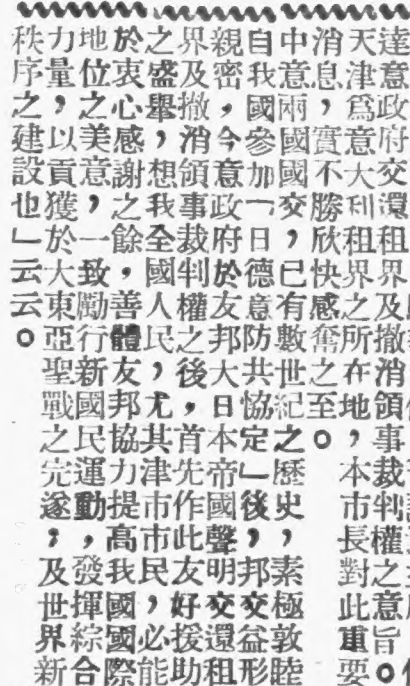 達意政府交還租界及撤消領事裁判權之意旨。
天津爲意大利租界之所在地，本市長對此重要
消息，實不勝欣快感奮之至。
中意兩國國交，已有數世紀之歷史，素極敦睦
自我國參加「日德意防共協定」後，邦交益形
親密，今意政府於友邦大日本帝國聲明交還租
界及撤消領事裁判權之後，首先作此友好援助
之盛舉，想我全國人民，尤其津市市民，必能
於衷心感謝之餘，善體友邦協力提高我國國際
地位之美意，一致勵行新國民運動，發揮綜合
力量，以貢獲於大東亞聖戰之完遂，及世界新
秩序之建設也」云云。